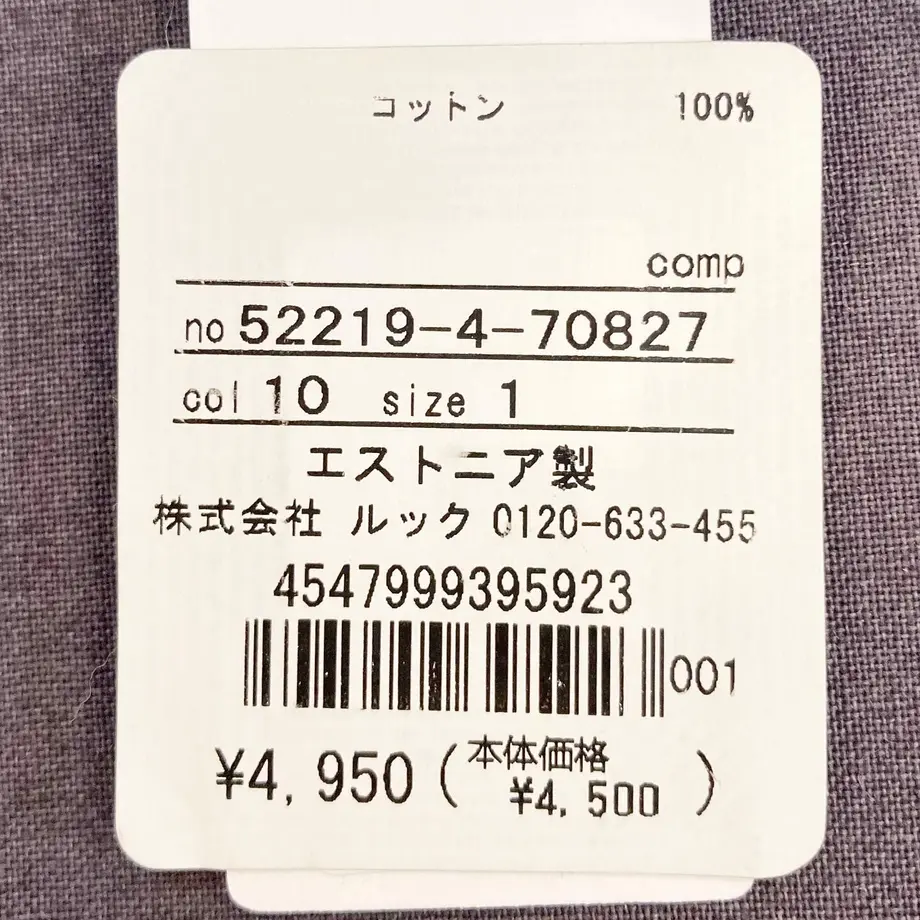 コットン 100%
comp
no 52219-4-70827
col 10 size 1
エストニア製
株式会社 ルック 0120-633-455
4547999395923
001
¥4,950(本体価格
¥4,500)